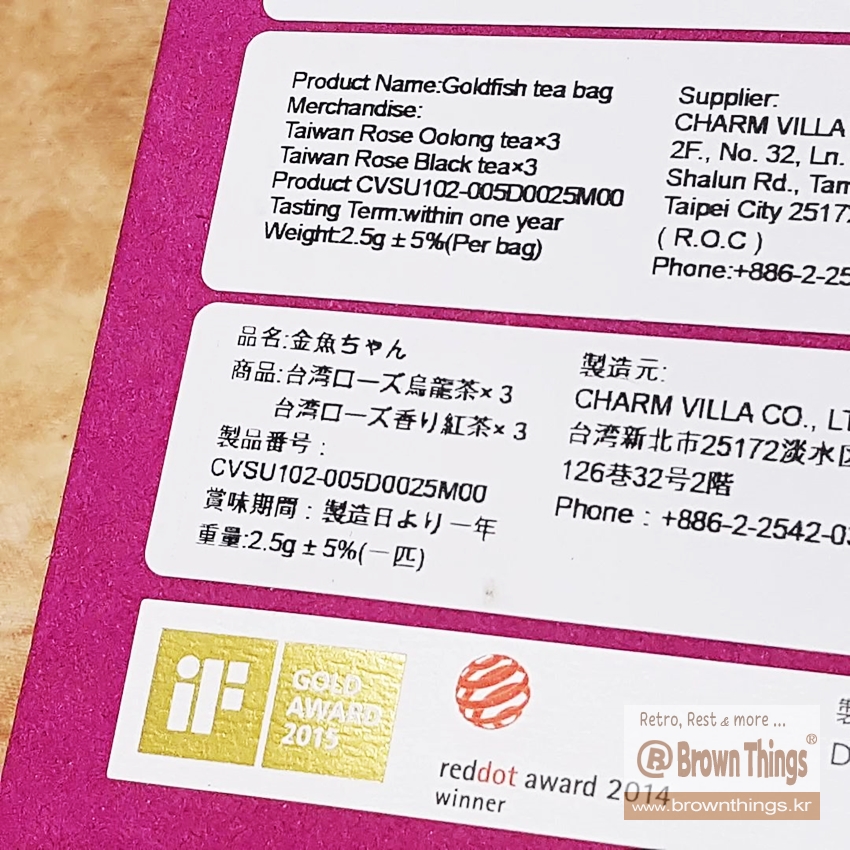 Product Name:Goldfish tea bag
Merchandise:
Taiwan Rose Oolong tea×3
Taiwan Rose Black tea×3
Product CVSU102-005D0025M00
Tasting Term:within one year
Weight:2.5g ± 5%(Per bag)
Supplier:
CHARM VILLA
2F., No. 32, Ln.
Shalun Rd.,
Taipei City
( R.O.C )
Phone:+886-2-25
品名:金魚ちゃん
商品:台湾ローズ烏龍茶× 3
台湾ローズ香り紅茶× 3
製品番号 :
CVSU102-005D0025M00
賞味期間 : 製造日より一年
重量:2.5g ± 5%(一匹)
製造元:
CHARM VILLA CO.,
台湾新北市25172淡水区
126巷32号2階
Phone : +886-2-2542-0
iF
GOLD
AWARD
2015
reddot award 2014
winner
Retro, Rest & more ...
® Brown Things®
www.brownthings.kr